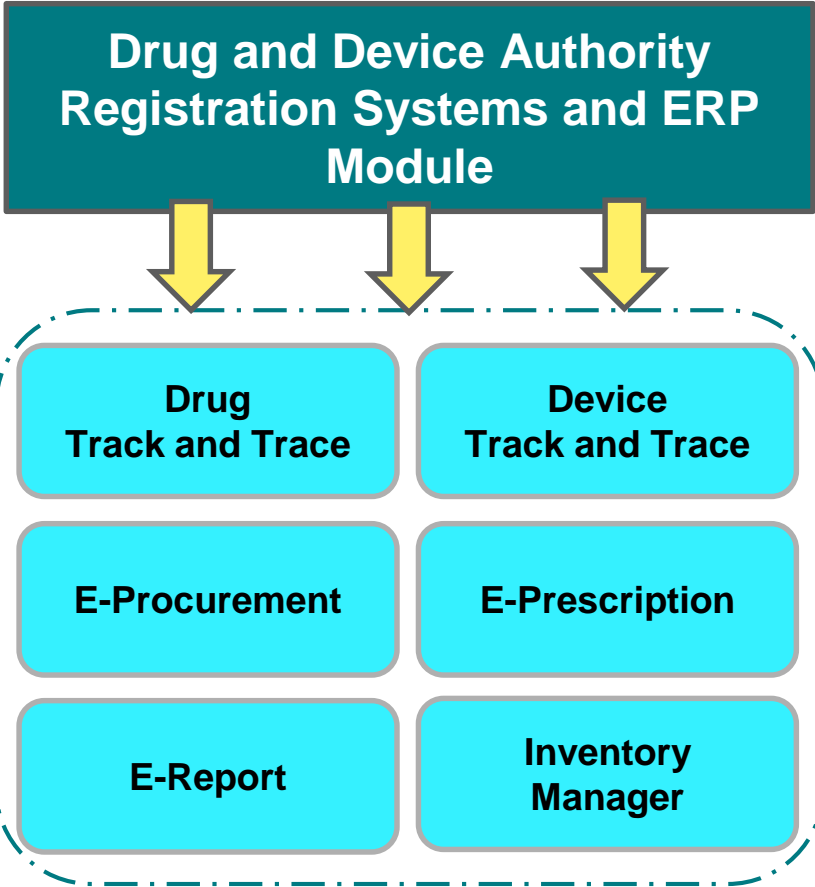 Drug and Device Authority
Registration Systems and ERP
Module
Drug
Track and Trace
Device
Track and Trace
E-Procurement
E-Prescription
E-Report
Inventory
Manager